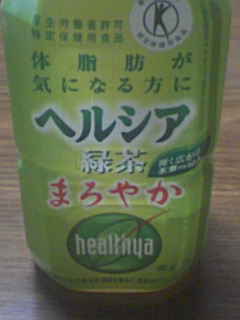 厚生労働省許可
特定保健用食品
体脂肪が
気になる方に
ヘルシア
緑茶
まろやか
healthya